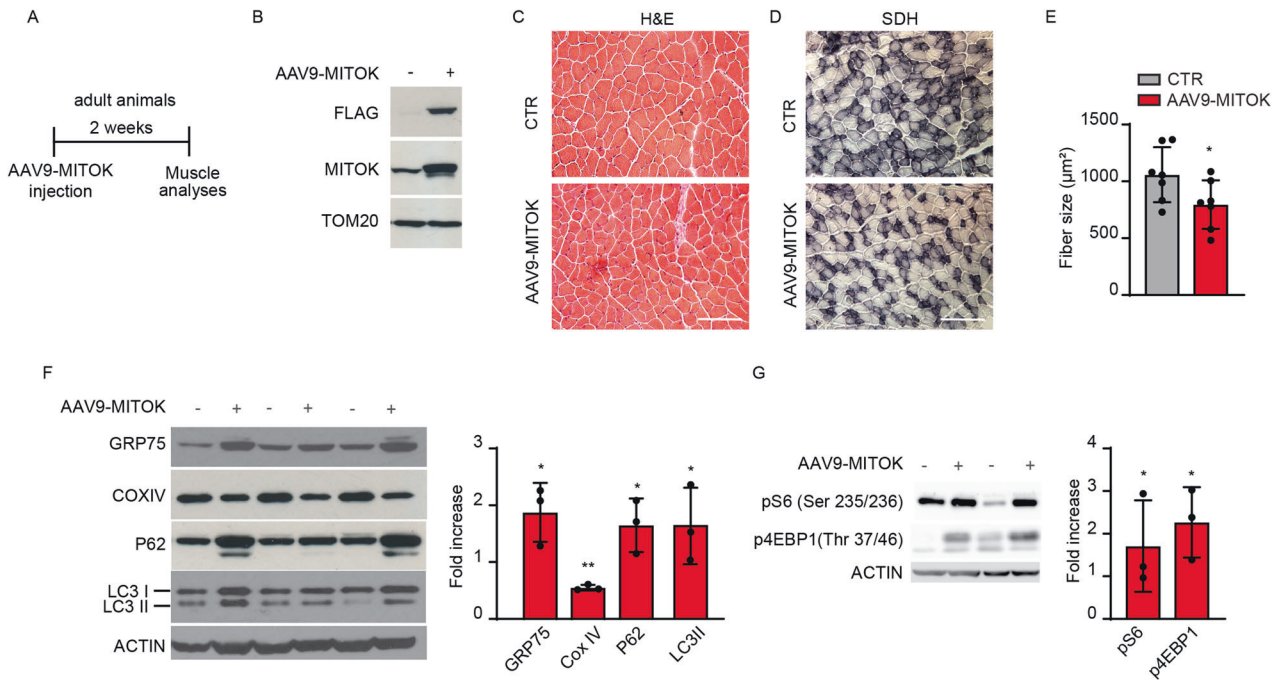 A
adult animals
2 weeks
AAV9-MITOK
injection
Muscle
analyses
B
AAV9-MITOK - +
FLAG
MITOK
TOM20
C
H&E
CTR
AAV9-MITOK
D
SDH
CTR
AAV9-MITOK
E
CTR
AAV9-MITOK
Fiber size (µm²)
1500
1000
500
0
*
F
AAV9-MITOK - + - + - +
GRP75
COXIV
P62
LC3 I
LC3 II
ACTIN
Fold increase
3
2
1
0
* ** * *
GRP75
Cox IV
P62
LC3II
G
AAV9-MITOK - + - +
pS6 (Ser 235/236)
p4EBP1(Thr 37/46)
ACTIN
Fold increase
4
3
2
1
0
* *
pS6
p4EBP1